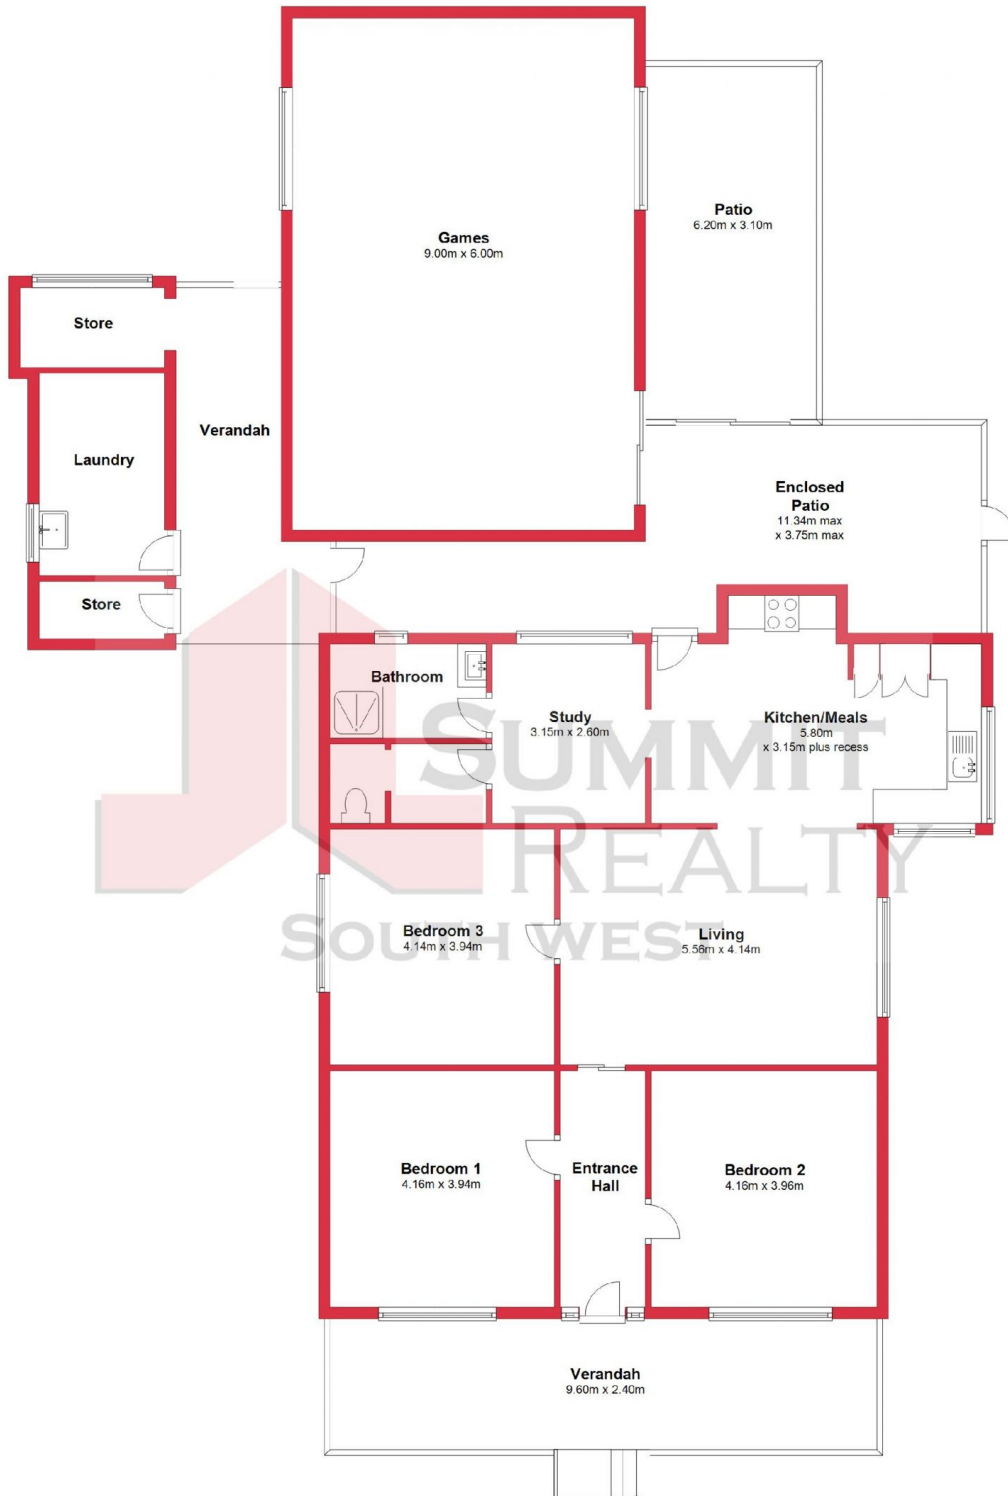 Games
9.00m x 6.00m
Patio
6.20m x 3.10m
Store
Verandah
Laundry
Enclosed
Patio
11.34m max
x 3.75m max
Store
Bathroom
Study
3.15m x 2.60m
Kitchen/Meals
5.80m
x 3.15m plus recess
SUMMIT
REALTY
SOUTH WEST
Bedroom 3
4.14m x 3.94m
Living
5.56m x 4.14m
Bedroom 1
4.16m x 3.94m
Entrance
Hall
Bedroom 2
4.16m x 3.96m
Verandah
9.60m x 2.40m